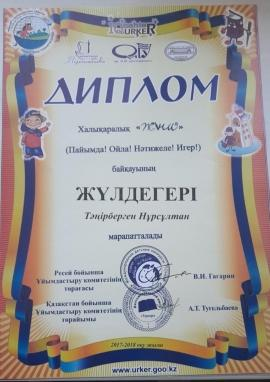 URKER
ДИПЛОМ
Халықаралық «ПОНИ»
(Пайымда! Ойла! Нәтижеле! Игер!)
байқауының
ЖҮЛДЕГЕРІ
Тәңірберген Нұрсұлтан
марапатталады
Ресей бойынша
Ұйымдастыру комитетінің
төрағасы
В.И. Гагарин
Қазақстан бойынша
Ұйымдастыру комитетінің
төрайымы
А.Т. Тугельбаева
2017-2018 оқу жылы
www.urker.goo.kz